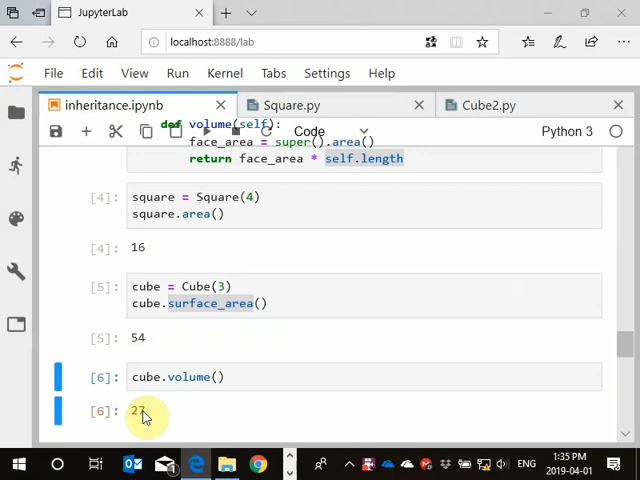 JupyterLab
localhost:8888/lab
File Edit View Run Kernel Tabs Settings Help
inheritance.ipynb Square.py Cube2.py
Code Python 3
def volume(self):
face_area = super().area()
return face_area * self.length
[4]: square = Square(4)
square.area()
[4]: 16
[5]: cube = Cube(3)
cube.surface_area()
[5]: 54
[6]: cube.volume()
[6]: 27
1
ENG
1:35 PM
2019-04-01